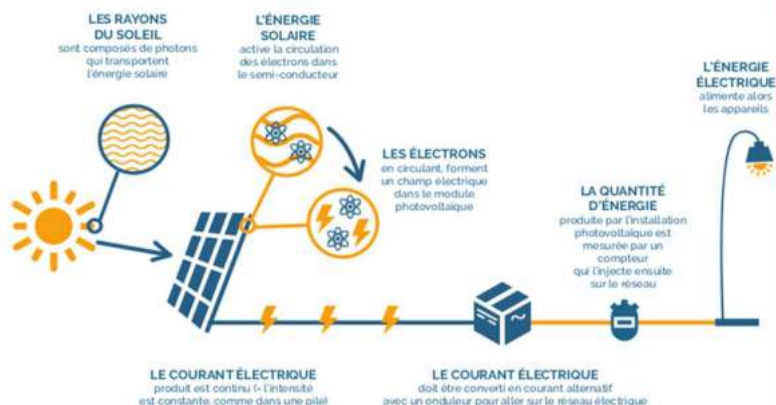 LES RAYONS
DU SOLEIL
sont composés de photons
qui transportent
l'énergie solaire
L'ÉNERGIE
SOLAIRE
active la circulation
des électrons dans
le semi-conducteur
LES ÉLECTRONS
en circulant, forment
un champ électrique
dans le module
photovoltaïque
L'ÉNERGIE
ÉLECTRIQUE
alimente alors
les appareils
LA QUANTITÉ
D'ÉNERGIE
produite par l'installation
photovoltaïque est
mesurée par un
compteur
qui l'injecte ensuite
sur le réseau
LE COURANT ÉLECTRIQUE
produit est continu (= l'intensité
est constante, comme dans une pile)
LE COURANT ÉLECTRIQUE
doit être converti en courant alternatif
avec un onduleur pour aller sur le réseau électrique